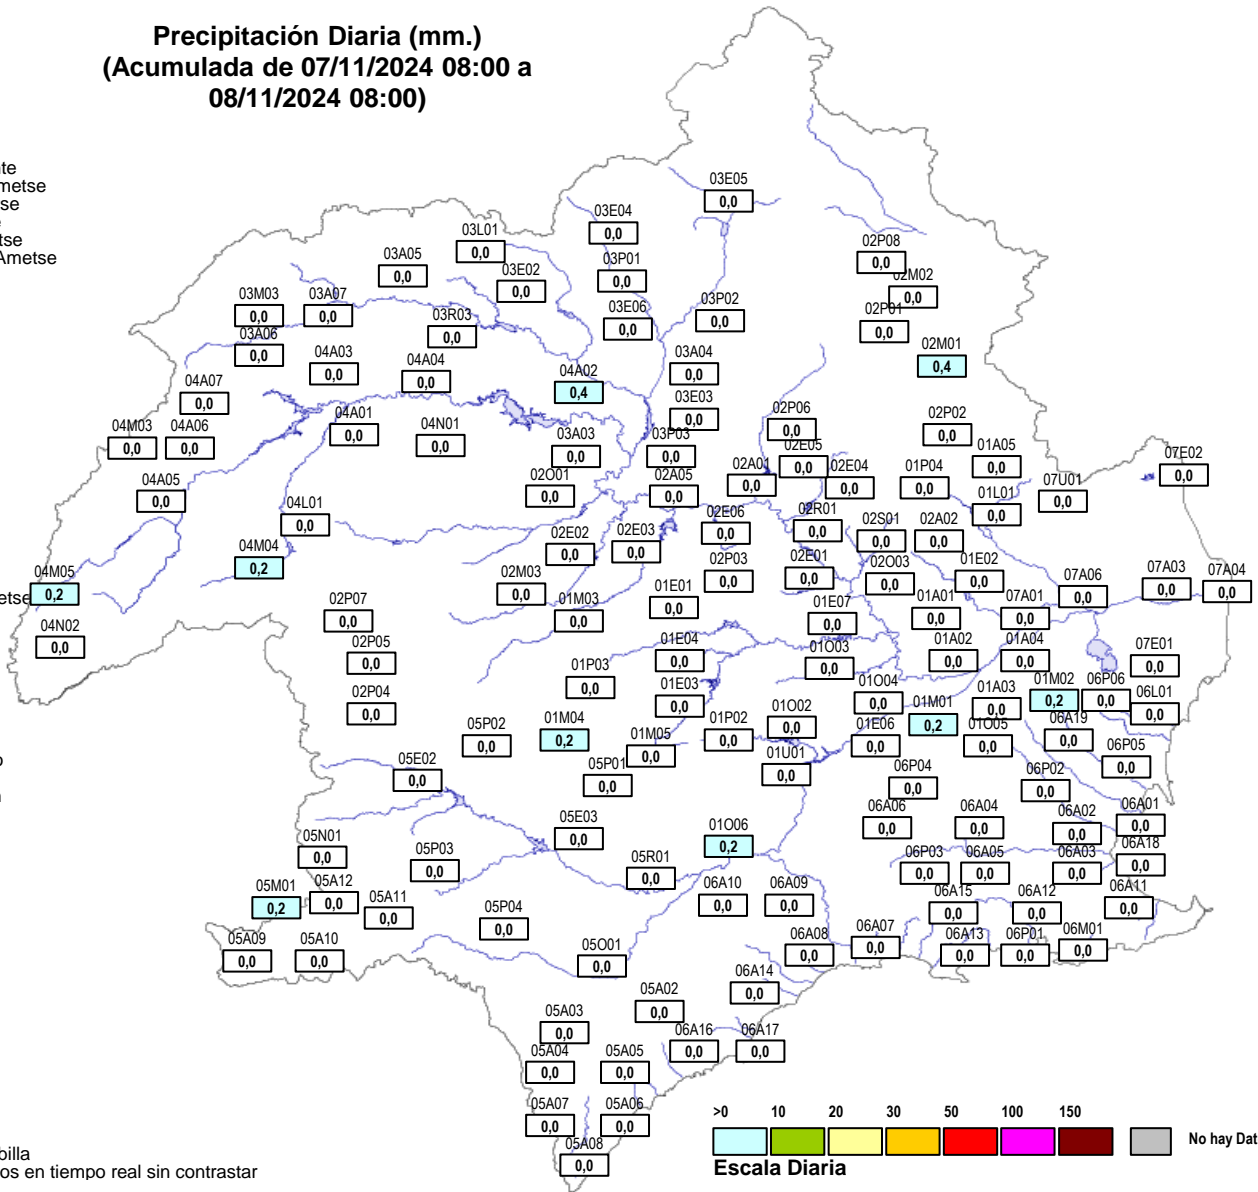 Precipitación Diaria (mm.)
(Acumulada de 07/11/2024 08:00 a
08/11/2024 08:00)
03E05
0,0
03E04
0,0
03L01
0,0
02P08
0,0
03A05
0,0
03P01
0,0
03E02
0,0
02M02
0,0
03M03
0,0
03A07
0,0
03P02
0,0
03E06
0,0
02P01
0,0
03R03
0,0
03A06
0,0
02M01
0,4
04A03
0,0
04A04
0,0
03A04
0,0
04A02
0,4
04A07
0,0
03E03
0,0
02P06
0,0
04A01
0,0
02P02
0,0
04M03
0,0
04A06
0,0
04N01
0,0
03A03
0,0
03P03
0,0
02E05
0,0
01A05
0,0
07E02
0,0
02A01
0,0
02E04
0,0
01P04
0,0
04A05
0,0
02O01
0,0
02A05
0,0
07U01
0,0
01L01
0,0
04L01
0,0
02E06
0,0
02R01
0,0
02S01
0,0
02A02
0,0
02E02
0,0
02E03
0,0
04M04
0,2
02P03
0,0
02E01
0,0
02O03
0,0
01E02
0,0
04M05
0,2
02M03
0,0
07A06
0,0
07A03
0,0
07A04
0,0
etse
02P07
0,0
01M03
0,0
01E01
0,0
01E07
0,0
01A01
0,0
07A01
0,0
04N02
0,0
02P05
0,0
01E04
0,0
01O03
0,0
01A02
0,0
01A04
0,0
07E01
0,0
01P03
0,0
02P04
0,0
01E03
0,0
01O04
0,0
01A03
0,0
01M02
0,2
06P06
0,0
06L01
0,0
05P02
0,0
01M04
0,2
01P02
0,0
01O02
0,0
01M01
0,2
01E06
0,0
01O05
0,0
06A19
0,0
01M05
0,0
01U01
0,0
06P05
0,0
05E02
0,0
05P01
0,0
06P04
0,0
06P02
0,0
05E03
0,0
01O06
0,2
06A06
0,0
06A04
0,0
06A02
0,0
06A01
0,0
05N01
0,0
05P03
0,0
05R01
0,0
06P03
0,0
06A05
0,0
06A03
0,0
06A18
0,0
05M01
0,2
05A12
0,0
05A11
0,0
06A10
0,0
06A09
0,0
06A15
0,0
06A12
0,0
06A11
0,0
05P04
0,0
05A09
0,0
05A10
0,0
05O01
0,0
06A08
0,0
06A07
0,0
06A13
0,0
06P01
0,0
06M01
0,0
06A14
0,0
05A02
0,0
05A03
0,0
06A16
0,0
06A17
0,0
05A04
0,0
05A05
0,0
05A07
0,0
05A06
0,0
05A08
0,0
>0 10 20 30 50 100 150
No hay Dat
Escala Diaria
billa
os en tiempo real sin contrastar